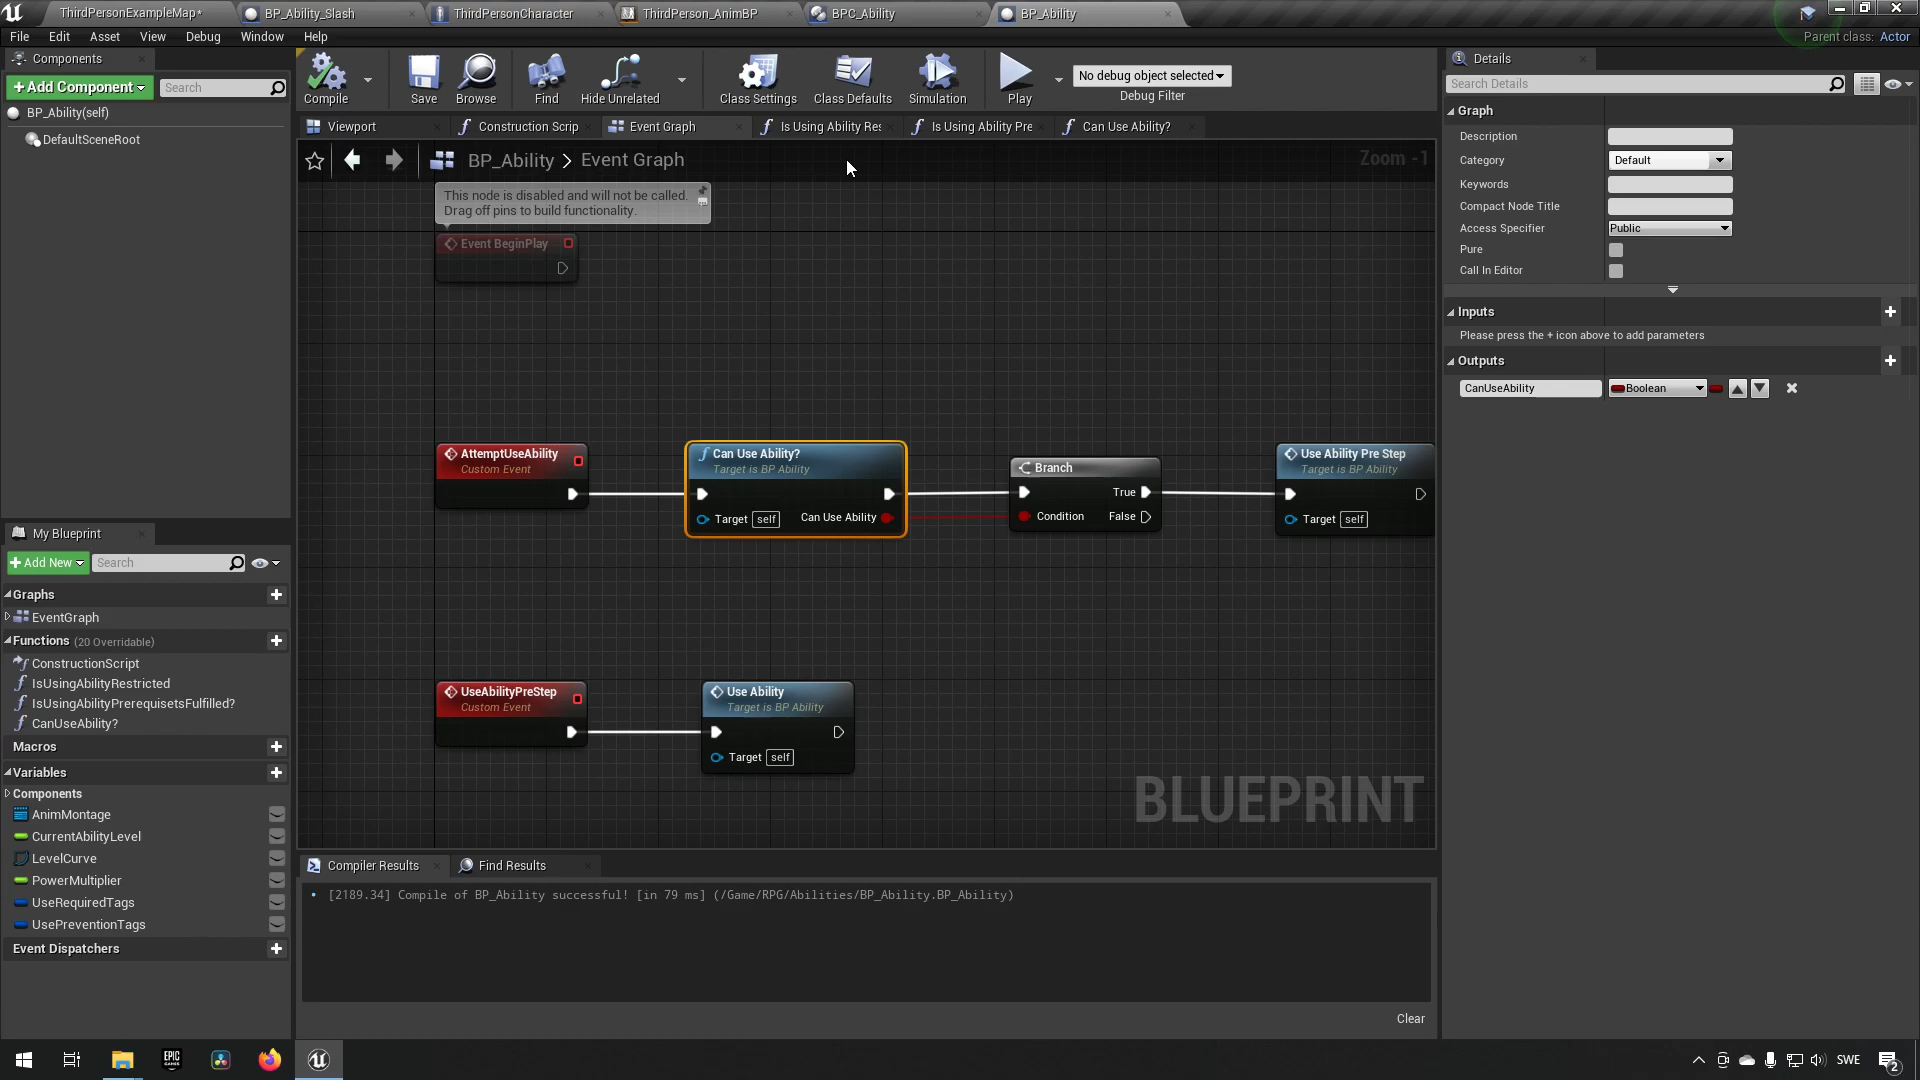 ThirdPersonExampleMap*
BP_Ability_Slash
ThirdPersonCharacter
ThirdPerson_AnimBP
BPC_Ability
BP_Ability
File Edit Asset View Debug Window Help
Parent class: Actor
Components
+Add Component
Search
BP_Ability(self)
DefaultSceneRoot
Compile
Save
Browse
Find
Hide Unrelated
Class Settings
Class Defaults
Simulation
Play
No debug object selected
Debug Filter
Viewport
Construction Scrip
Event Graph
Is Using Ability Res
Is Using Ability Pre
Can Use Ability?
BP_Ability > Event Graph
Zoom -1
This node is disabled and will not be called.
Drag off pins to build functionality.
Event BeginPlay
AttemptUseAbility
Custom Event
Can Use Ability?
Target is BP Ability
Target self
Can Use Ability
Branch
True
Condition
False
Use Ability Pre Step
Target is BP Ability
Target self
UseAbilityPreStep
Custom Event
Use Ability
Target is BP Ability
Target self
BLUEPRINT
My Blueprint
+Add New
Search
Graphs
EventGraph
Functions (20 Overridable)
ConstructionScript
IsUsingAbilityRestricted
IsUsingAbilityPrerequisetsFulfilled?
CanUseAbility?
Macros
Variables
Components
AnimMontage
CurrentAbilityLevel
LevelCurve
PowerMultiplier
UseRequiredTags
UsePreventionTags
Event Dispatchers
Compiler Results
Find Results
[2189.34] Compile of BP_Ability successful! [in 79 ms] (/Game/RPG/Abilities/BP_Ability.BP_Ability)
Clear
Details
Search Details
Graph
Description
Category
Default
Keywords
Compact Node Title
Access Specifier
Public
Pure
Call In Editor
Inputs
Please press the + icon above to add parameters
Outputs
CanUseAbility
Boolean
EPIC
GAMES
SWE
2